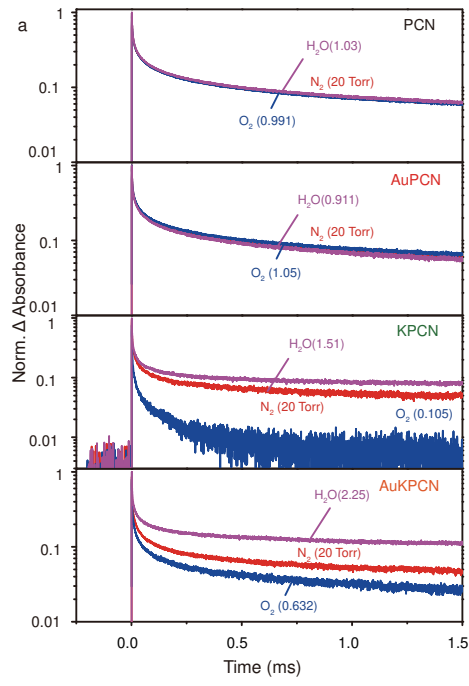 a
PCN
1
H₂O(1.03)
0.1
N₂ (20 Torr)
O₂ (0.991)
0.01
AuPCN
H₂O(0.911)
N₂ (20 Torr)
0.1
O₂ (1.05)
0.01
KPCN
H₂O(1.51)
0.1
N₂ (20 Torr)
O₂ (0.105)
0.01
AuKPCN
H₂O(2.25)
0.1
N₂ (20 Torr)
O₂ (0.632)
0.01
Norm. Δ Absorbance
0.0 0.5 1.0 1.5
Time (ms)